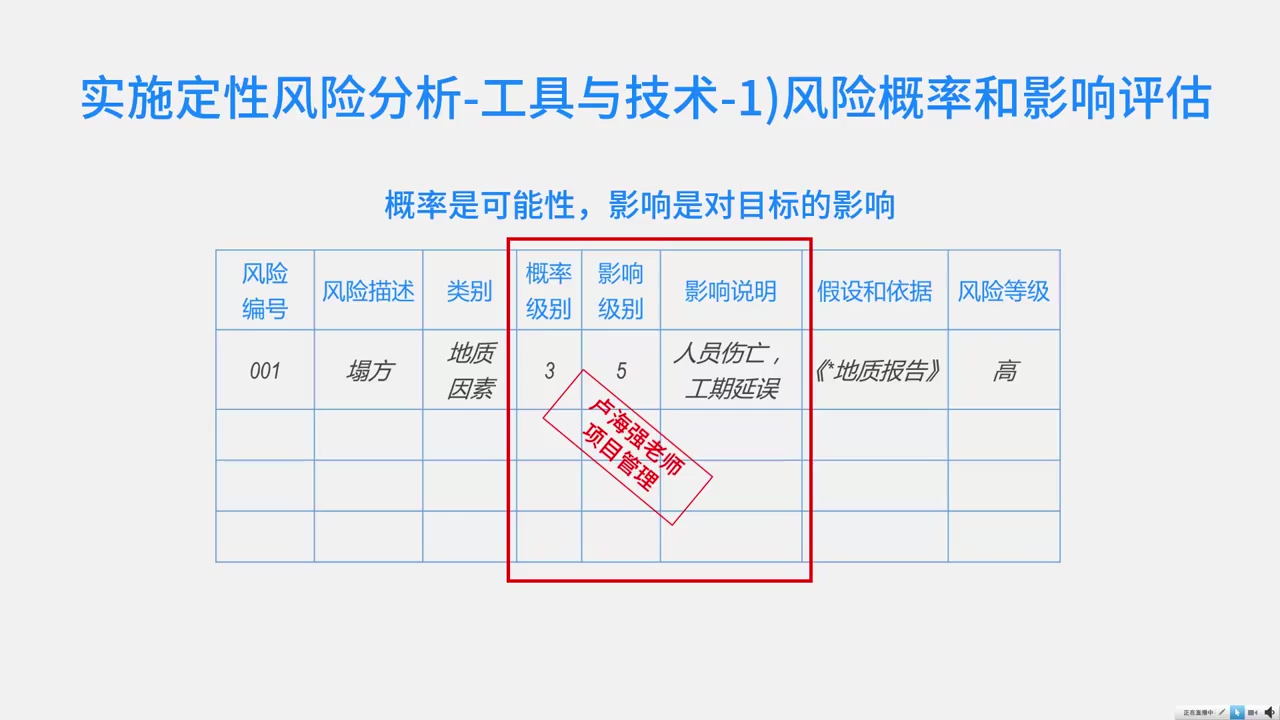 实施定性风险分析-工具与技术-1)风险概率和影响评估
概率是可能性，影响是对目标的影响
风险
编号
风险描述
类别
概率
级别
影响
级别
影响说明
假设和依据
风险等级
001
塌方
地质
因素
3
5
人员伤亡，
工期延误
《*地质报告》
高
卢海强老师
项目管理
正在直播中